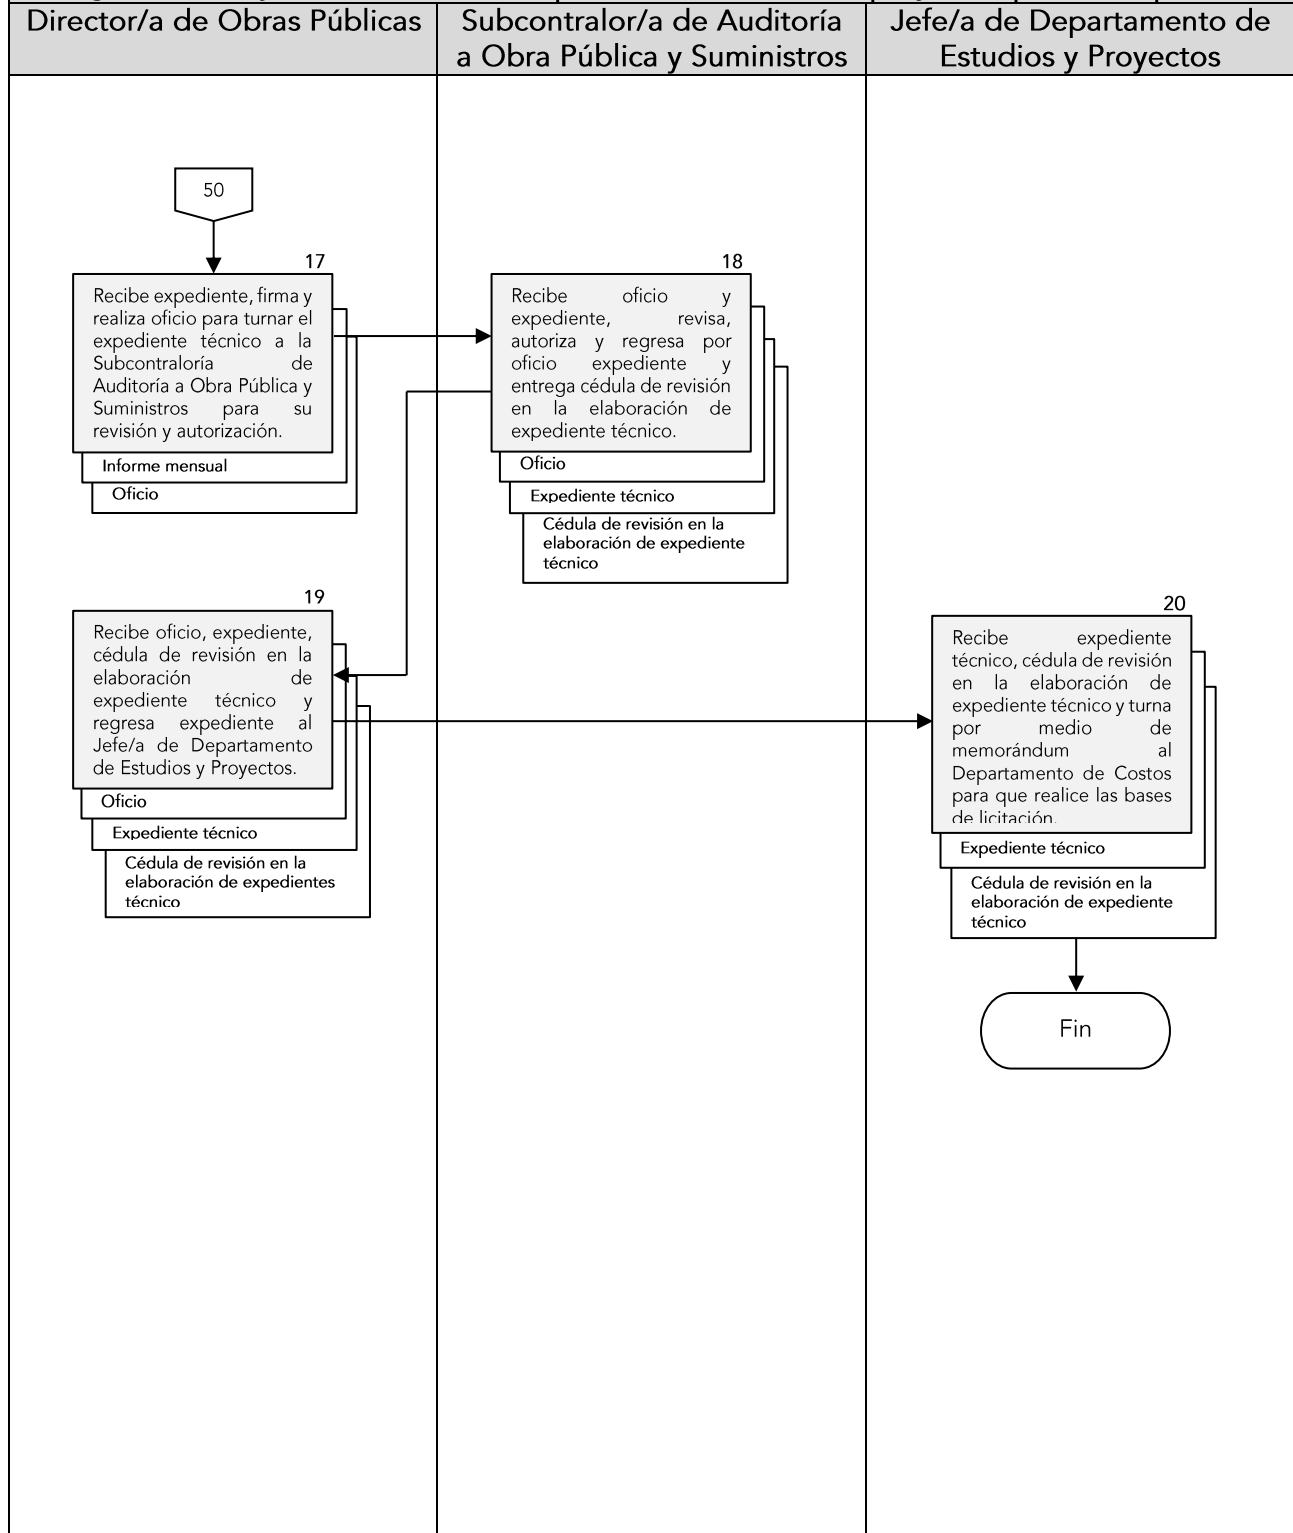 Director/a de Obras Públicas
Subcontralor/a de Auditoría
a Obra Pública y Suministros
Jefe/a de Departamento de
Estudios y Proyectos
50
17
Recibe expediente, firma y
realiza oficio para turnar el
expediente técnico a la
Subcontraloría de
Auditoría a Obra Pública y
Suministros para su
revisión y autorización.
Informe mensual
Oficio
18
Recibe oficio y
expediente, revisa,
autoriza y regresa por
oficio expediente y
entrega cédula de revisión
en la elaboración de
expediente técnico.
Oficio
Expediente técnico
Cédula de revisión en la
elaboración de expediente
técnico
19
Recibe oficio, expediente,
cédula de revisión en la
elaboración de
expediente técnico y
regresa expediente al
Jefe/a de Departamento
de Estudios y Proyectos.
Oficio
Expediente técnico
Cédula de revisión en la
elaboración de expedientes
técnico
20
Recibe expediente
técnico, cédula de revisión
en la elaboración de
expediente técnico y turna
por medio de
memorándum al
Departamento de Costos
para que realice las bases
de licitación.
Expediente técnico
Cédula de revisión en la
elaboración de expediente
técnico
Fin